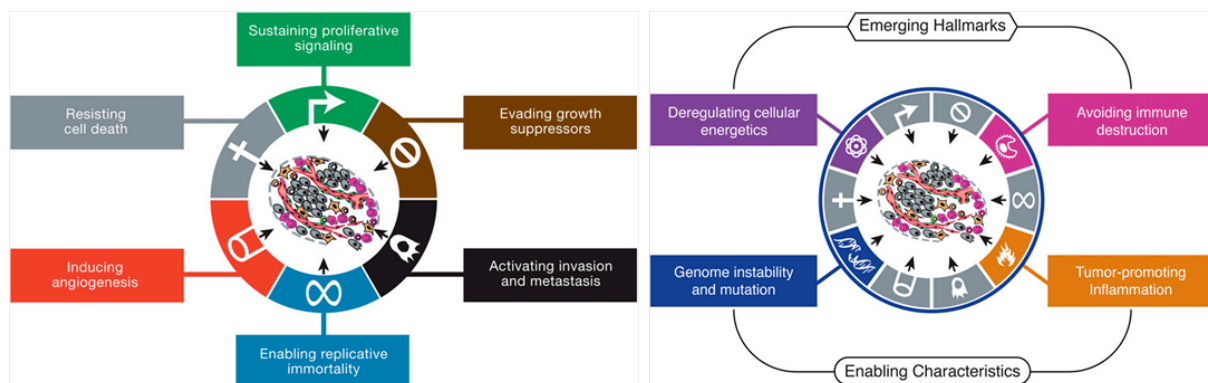 Sustaining proliferative
signaling
Resisting
cell death
Evading growth
suppressors
Inducing
angiogenesis
Activating invasion
and metastasis
Enabling replicative
immortality
Emerging Hallmarks
Deregulating cellular
energetics
Avoiding immune
destruction
Genome instability
and mutation
Tumor-promoting
Inflammation
Enabling Characteristics